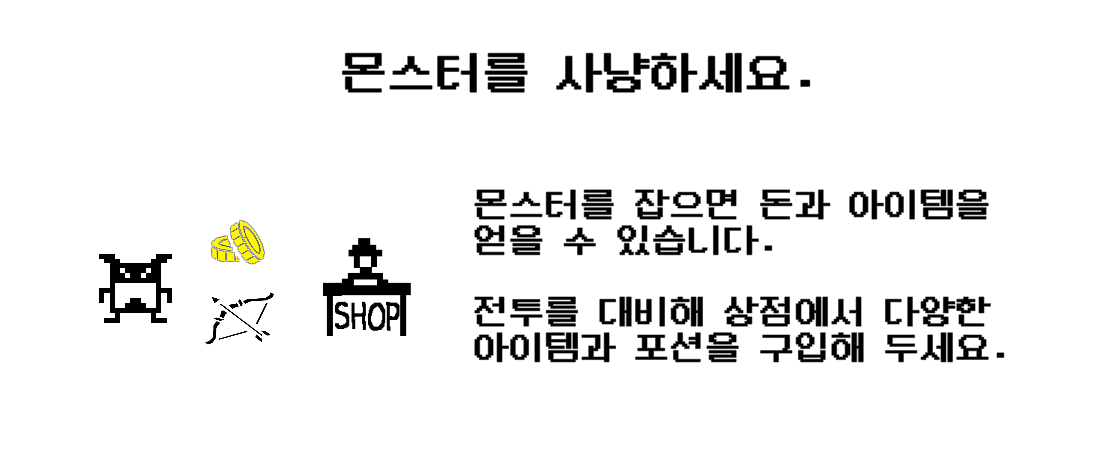 몬스터를 사냥하세요.
몬스터를 잡으면 돈과 아이템을
얻을 수 있습니다.
SHOP
전투를 대비해 상점에서 다양한
아이템과 포션을 구입해 두세요.